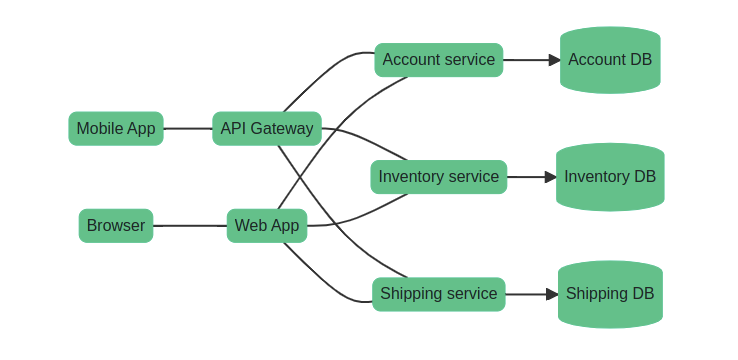 Account service
Account DB
Mobile App
API Gateway
Inventory service
Inventory DB
Browser
Web App
Shipping service
Shipping DB